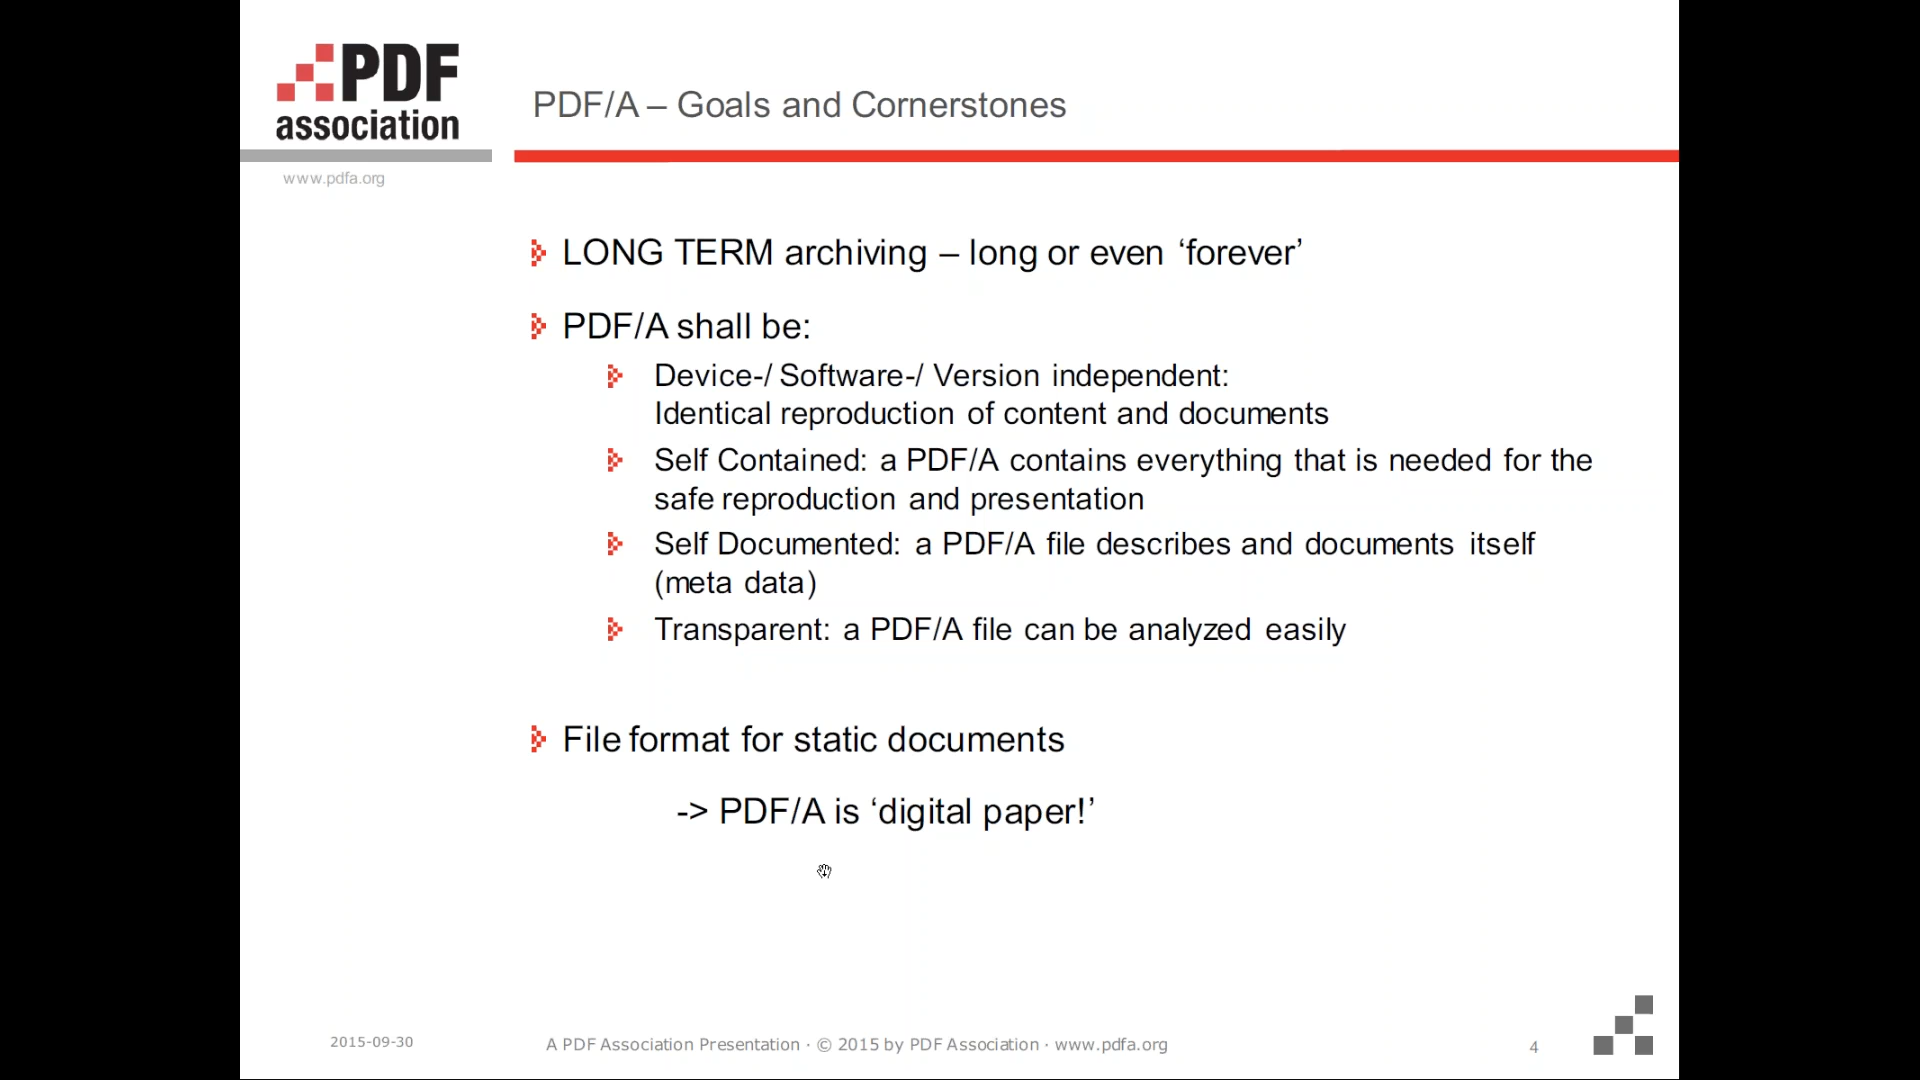 PDF
association
PDF/A – Goals and Cornerstones
www.pdfa.org
LONG TERM archiving – long or even ‘forever’
PDF/A shall be:
Device-/ Software-/ Version independent:
Identical reproduction of content and documents
Self Contained: a PDF/A contains everything that is needed for the
safe reproduction and presentation
Self Documented: a PDF/A file describes and documents itself
(meta data)
Transparent: a PDF/A file can be analyzed easily
File format for static documents
-> PDF/A is ‘digital paper!’
2015-09-30
A PDF Association Presentation · © 2015 by PDF Association · www.pdfa.org
4